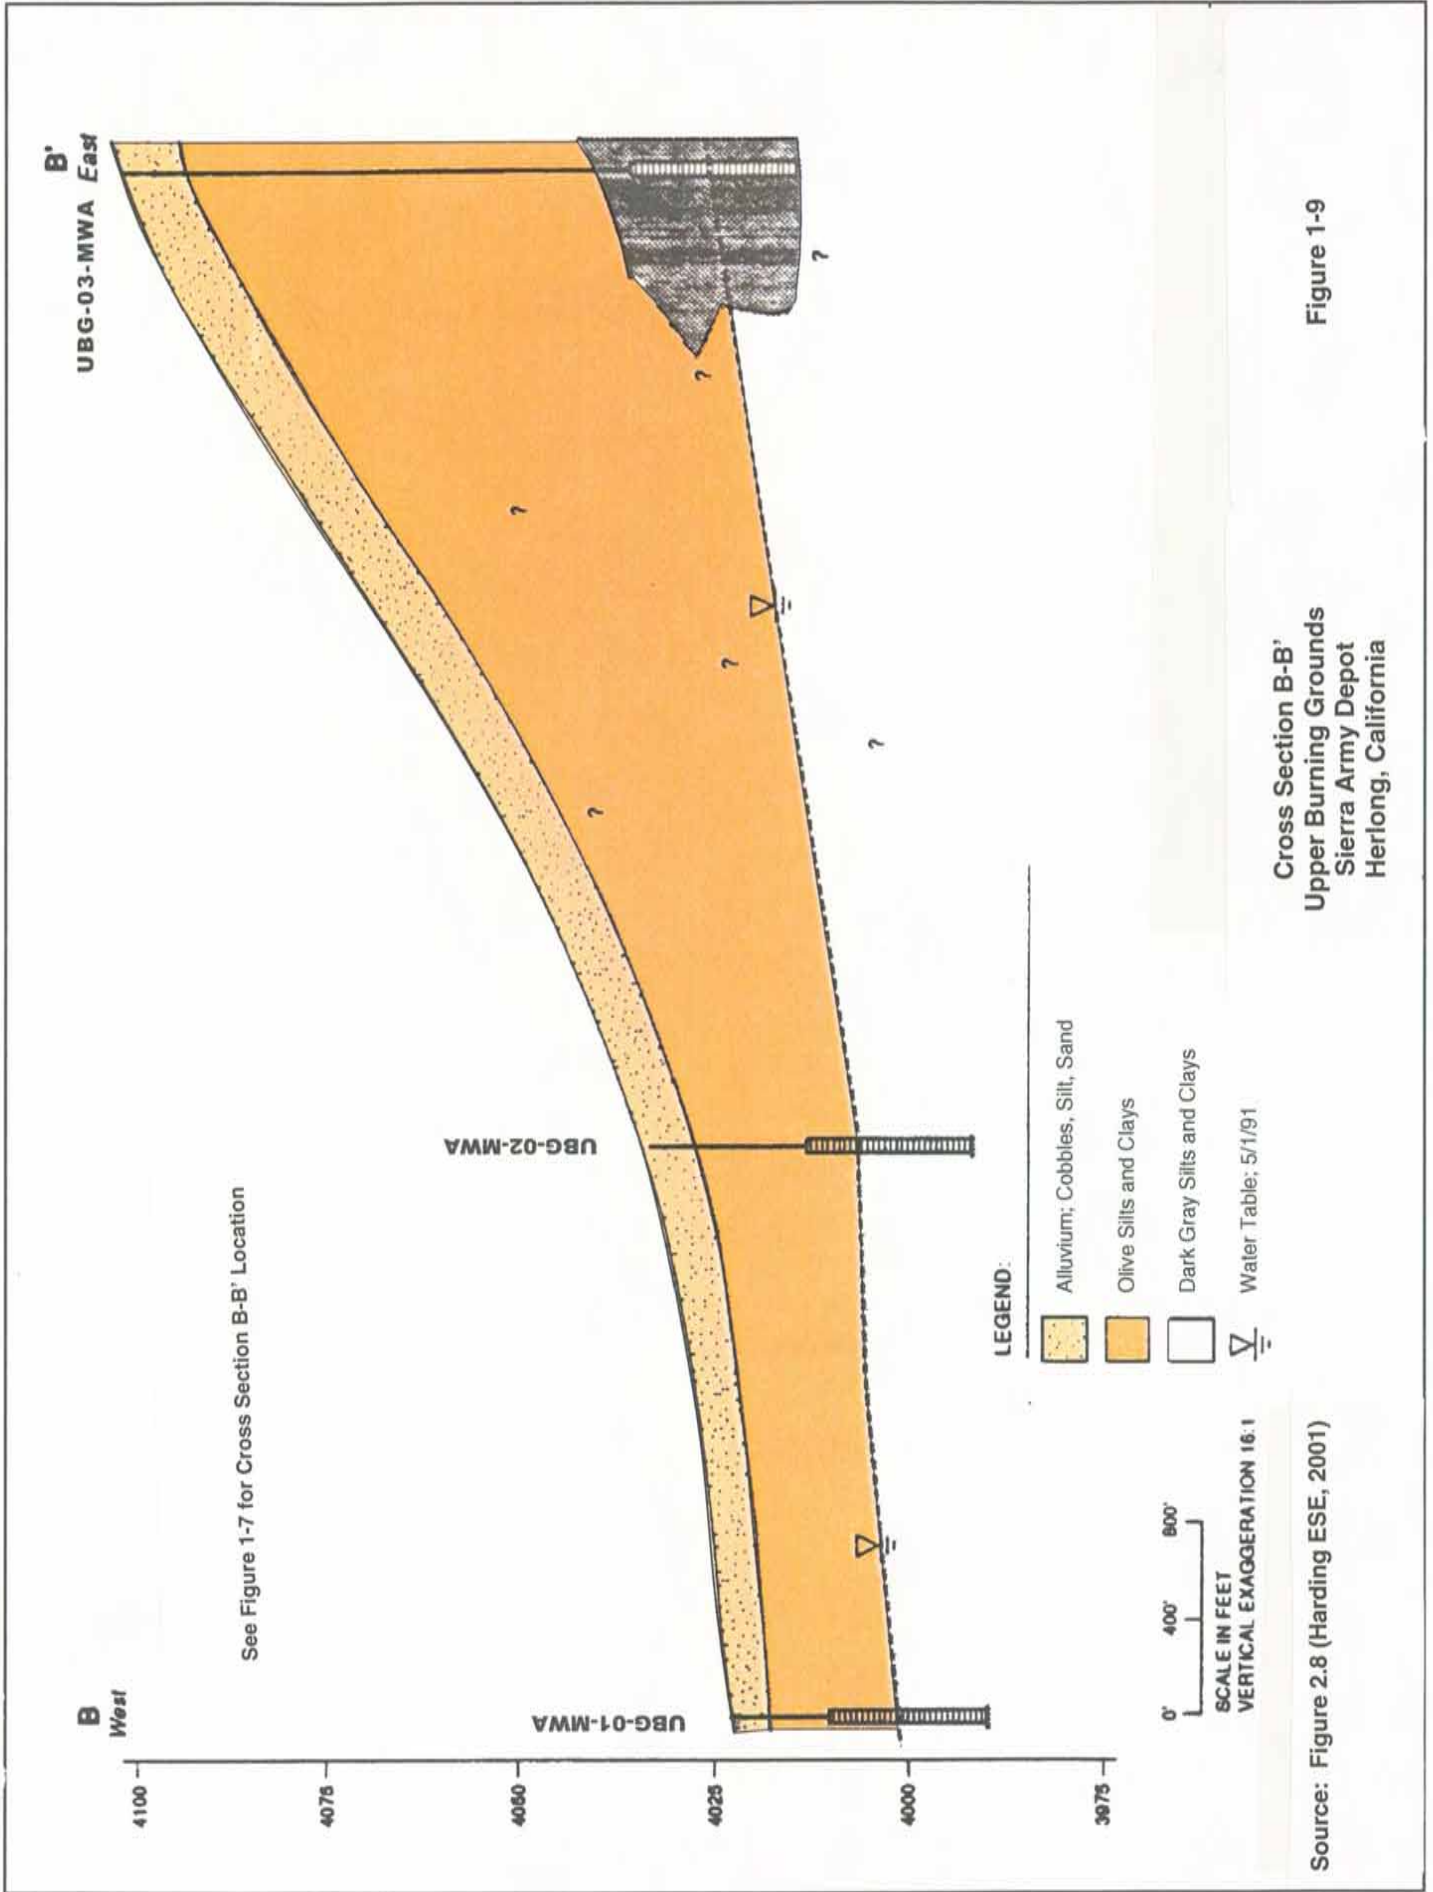 B
West
B'
East
UBG-03-MWA
See Figure 1-7 for Cross Section B-B' Location
UBG-01-MWA
UBG-02-MWA
4100
4075
4050
4025
4000
3975
?
?
?
?
?
?
LEGEND:
Alluvium; Cobbles, Silt, Sand
Olive Silts and Clays
Dark Gray Silts and Clays
Water Table; 5/1/91
0' 400' 800'
SCALE IN FEET
VERTICAL EXAGGERATION 16:1
Source: Figure 2.8 (Harding ESE, 2001)
Cross Section B-B'
Upper Burning Grounds
Sierra Army Depot
Herlong, California
Figure 1-9